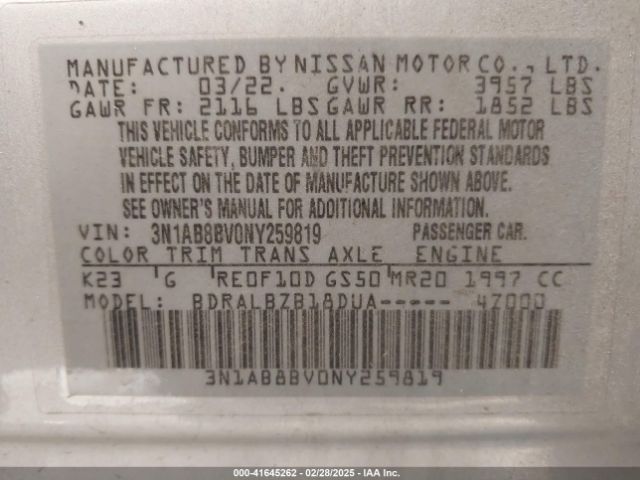 MANUFACTURED BY NISSAN MOTOR CO., LTD.
DATE: 03/22. GVWR: 3957 LBS
GAWR FR: 2116 LBS GAWR RR: 1852 LBS
THIS VEHICLE CONFORMS TO ALL APPLICABLE FEDERAL MOTOR
VEHICLE SAFETY, BUMPER AND THEFT PREVENTION STANDARDS
IN EFFECT ON THE DATE OF MANUFACTURE SHOWN ABOVE.
SEE OWNER'S MANUAL FOR ADDITIONAL INFORMATION.
VIN: 3N1AB8BV0NY259819 PASSENGER CAR.
COLOR TRIM TRANS AXLE ENGINE
K23 G RE0F10D GS50 MR20 1997 CC
MODEL: BDRALBZB18DUA----- 4Z000
3N1AB8BV0NY259819
000-41645262 - 02/28/2025 - IAA Inc.